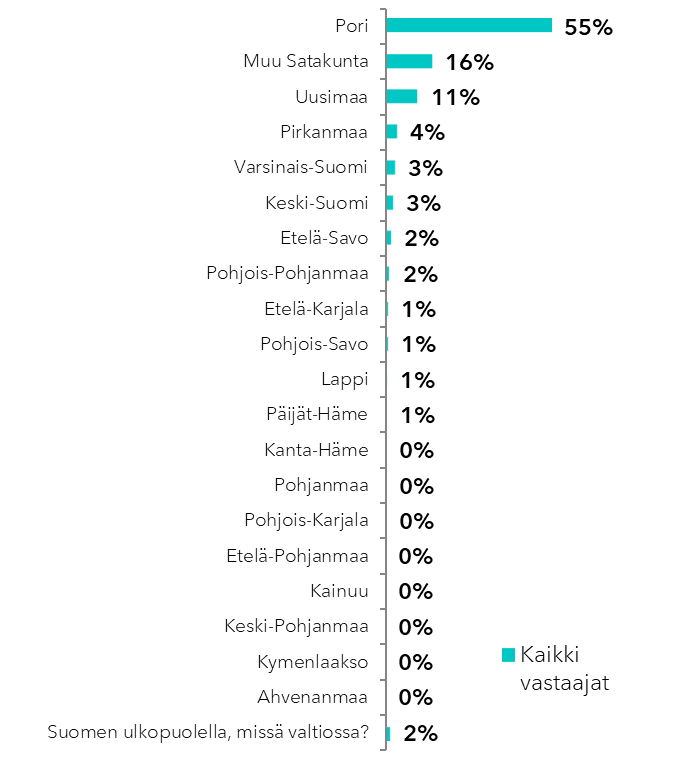 Pori 55%
Muu Satakunta 16%
Uusimaa 11%
Pirkanmaa 4%
Varsinais-Suomi 3%
Keski-Suomi 3%
Etelä-Savo 2%
Pohjois-Pohjanmaa 2%
Etelä-Karjala 1%
Pohjois-Savo 1%
Lappi 1%
Päijät-Häme 1%
Kanta-Häme 0%
Pohjanmaa 0%
Pohjois-Karjala 0%
Etelä-Pohjanmaa 0%
Kainuu 0%
Keski-Pohjanmaa 0%
Kymenlaakso 0%
Ahvenanmaa 0%
Suomen ulkopuolella, missä valtiossa? 2%
Kaikki
vastaajat